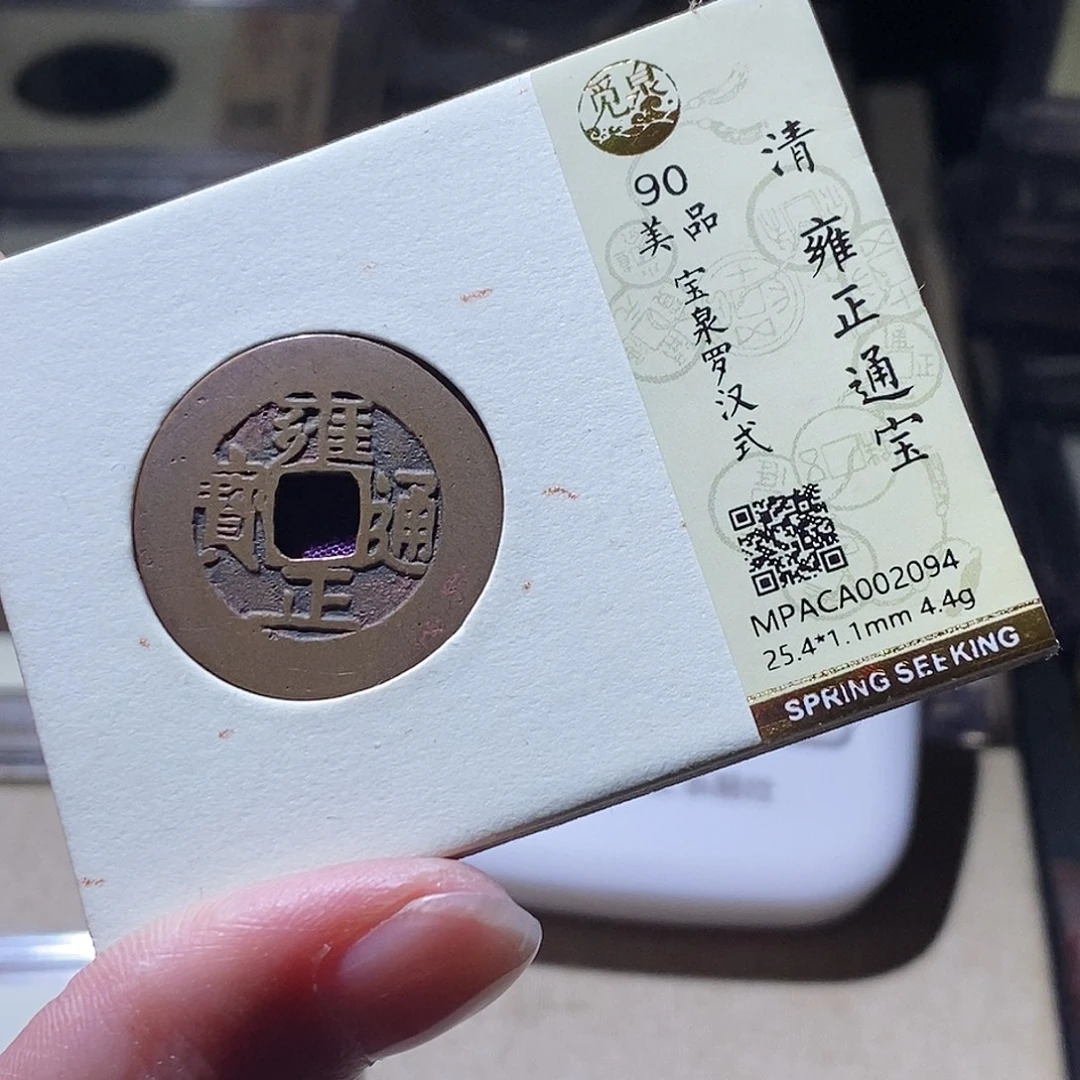 雍正通寶
覓泉
清 雍正通宝
90
美品
宝泉罗汉式
MPACA002094
25.4*1.1mm 4.4g
SPRING SEEKING